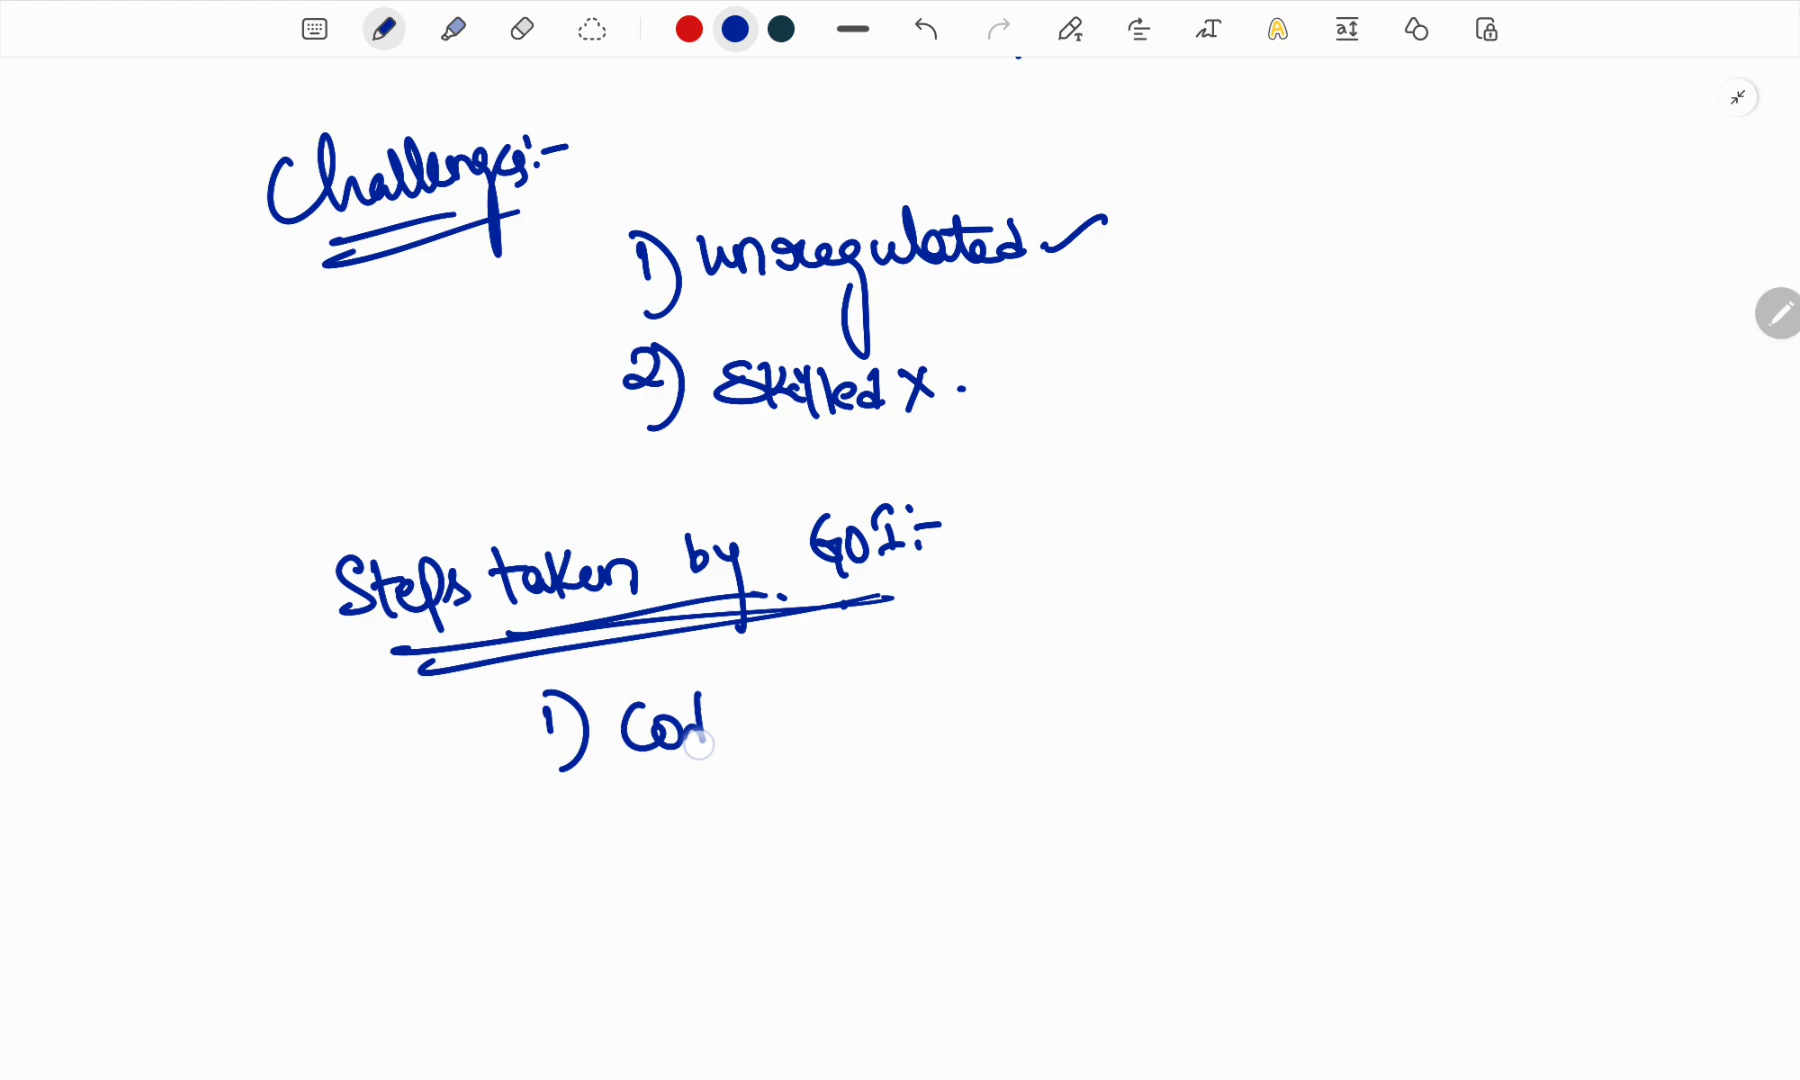 Challenges:-
1) unregulated ✓
2) Skilled X.
Steps taken by GOI:-
1) Cod